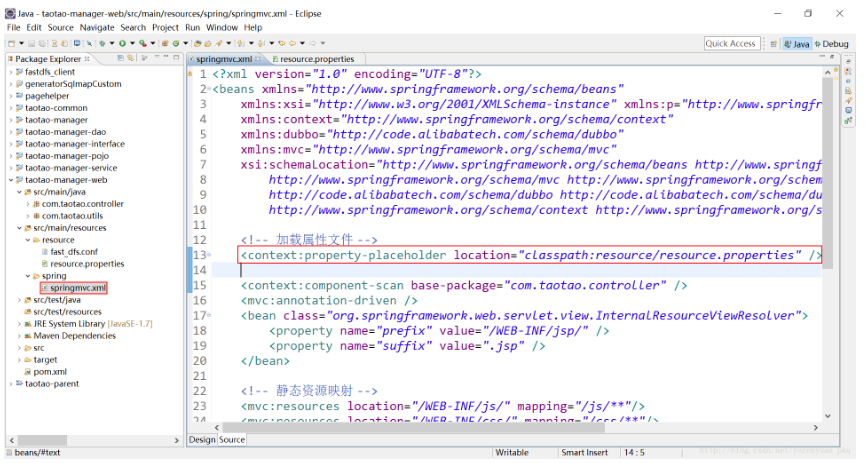 Java - taotao-manager-web/src/main/resources/spring/springmvc.xml - Eclipse
File Edit Source Navigate Search Project Run Window Help
Quick Access
Java
Debug
Package Explorer
fastdfs_client
generatorSqlmapCustom
pagehelper
taotao-common
taotao-manager
taotao-manager-dao
taotao-manager-interface
taotao-manager-pojo
taotao-manager-service
taotao-manager-web
src/main/java
com.taotao.controller
com.taotao.utils
src/main/resources
resource
fast_dfs.conf
resource.properties
spring
springmvc.xml
src/test/java
src/test/resources
JRE System Library [JavaSE-1.7]
Maven Dependencies
src
target
pom.xml
taotao-parent
springmvc.xml
resource.properties
1 <?xml version="1.0" encoding="UTF-8"?>
2 <beans xmlns="http://www.springframework.org/schema/beans"
3 xmlns:xsi="http://www.w3.org/2001/XMLSchema-instance" xmlns:p="http://www.springfr
4 xmlns:context="http://www.springframework.org/schema/context"
5 xmlns:dubbo="http://code.alibabatech.com/schema/dubbo"
6 xmlns:mvc="http://www.springframework.org/schema/mvc"
7 xsi:schemaLocation="http://www.springframework.org/schema/beans http://www.springf
8 http://www.springframework.org/schema/mvc http://www.springframework.org/schem
9 http://code.alibabatech.com/schema/dubbo http://code.alibabatech.com/schema/du
10 http://www.springframework.org/schema/context http://www.springframework.org/s
11
12 <!-- 加载属性文件 -->
13 <context:property-placeholder location="classpath:resource/resource.properties" />
14
15 <context:component-scan base-package="com.taotao.controller" />
16 <mvc:annotation-driven />
17 <bean class="org.springframework.web.servlet.view.InternalResourceViewResolver">
18 <property name="prefix" value="/WEB-INF/jsp/" />
19 <property name="suffix" value=".jsp" />
20 </bean>
21
22 <!-- 静态资源映射 -->
23 <mvc:resources location="/WEB-INF/js/" mapping="/js/**"/>
24 <mvc:resources location="/WEB-INF/css/" mapping="/css/**"/>
Design Source
beans/#text
Writable
Smart Insert
14 : 5